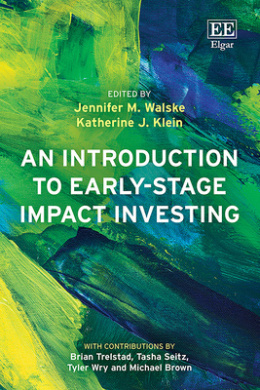 EE
Elgar
EDITED BY
Jennifer M. Walske
Katherine J. Klein
AN INTRODUCTION
TO EARLY-STAGE
IMPACT INVESTING
WITH CONTRIBUTIONS BY
Brian Trelstad, Tasha Seitz,
Tyler Wry and Michael Brown